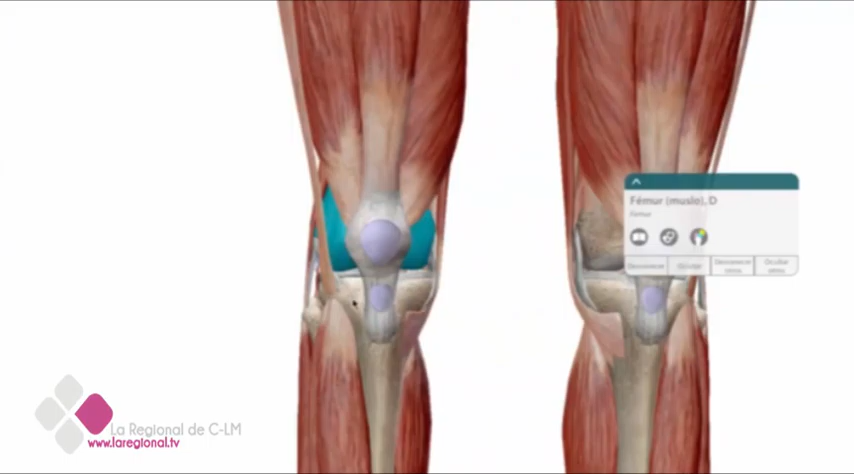 Fémur (muslo), D
Fémur
Desvanecer
Ocultar
Desvanecer
otros
Ocultar
otros
La Regional de C-LM
www.laregional.tv